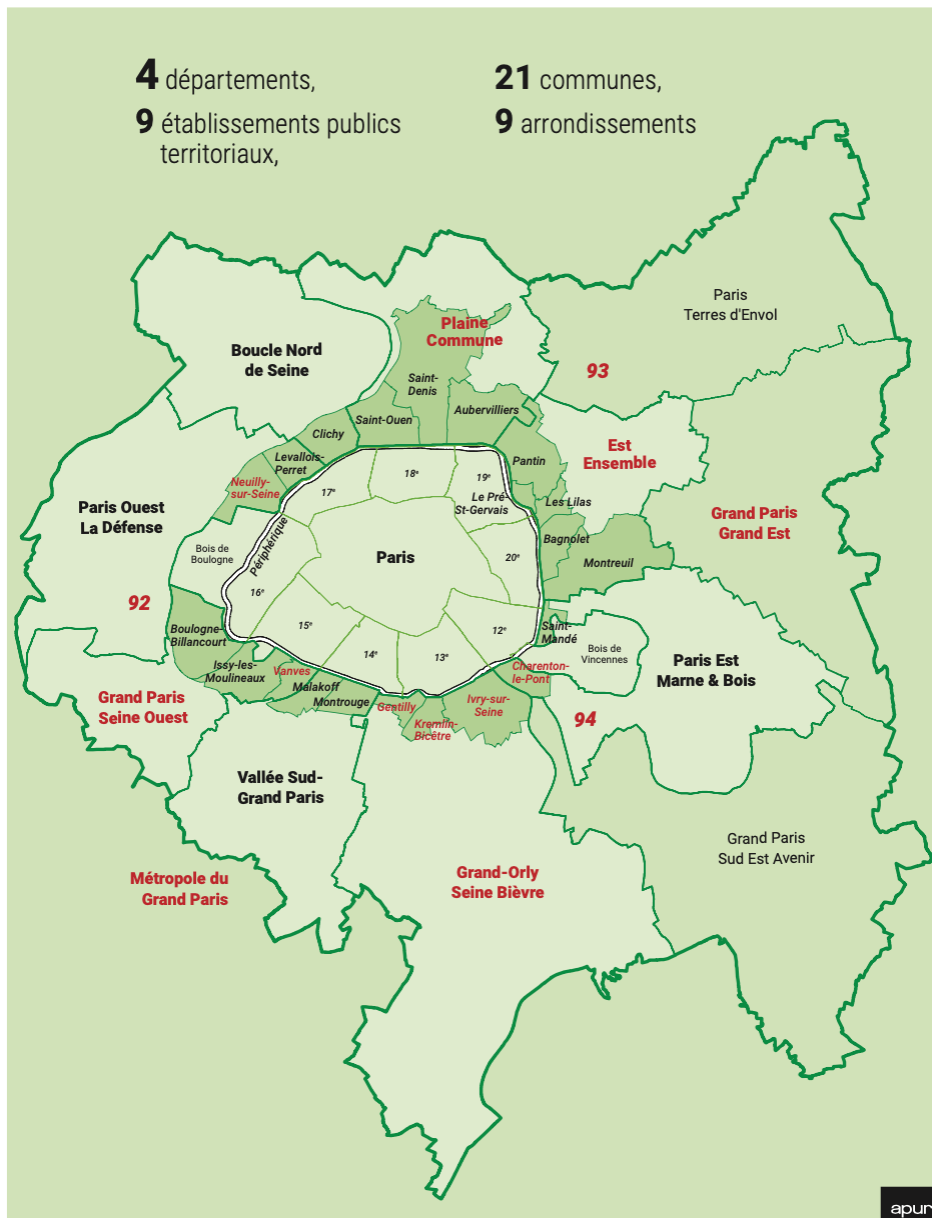 4 départements,
9 établissements publics
territoriaux,
21 communes,
9 arrondissements
Paris
Terres d'Envol
Plaine
Commune
Boucle Nord
de Seine
93
Saint-
Denis
Aubervilliers
Saint-Ouen
Clichy
Est
Ensemble
Levallois-
Perret
Pantin
Neuilly-
sur-Seine
18e
19e
17e
Le Pré-
St-Gervais
Les Lilas
Paris Ouest
La Défense
Grand Paris
Grand Est
Périphérique
Bagnolet
Bois de
Boulogne
Paris
20e
Montreuil
92
16e
15e
12e
Boulogne-
Billancourt
Saint-
Mandé
14e
13e
Bois de
Vincennes
Paris Est
Marne & Bois
Issy-les-
Moulineaux
Vanves
Charenton-
le-Pont
Malakoff
Montrouge
Grand Paris
Seine Ouest
Gentilly
Ivry-sur-
Seine
Kremlin-
Bicêtre
94
Vallée Sud-
Grand Paris
Grand Paris
Sud Est Avenir
Métropole du
Grand Paris
Grand-Orly
Seine Bièvre
apur